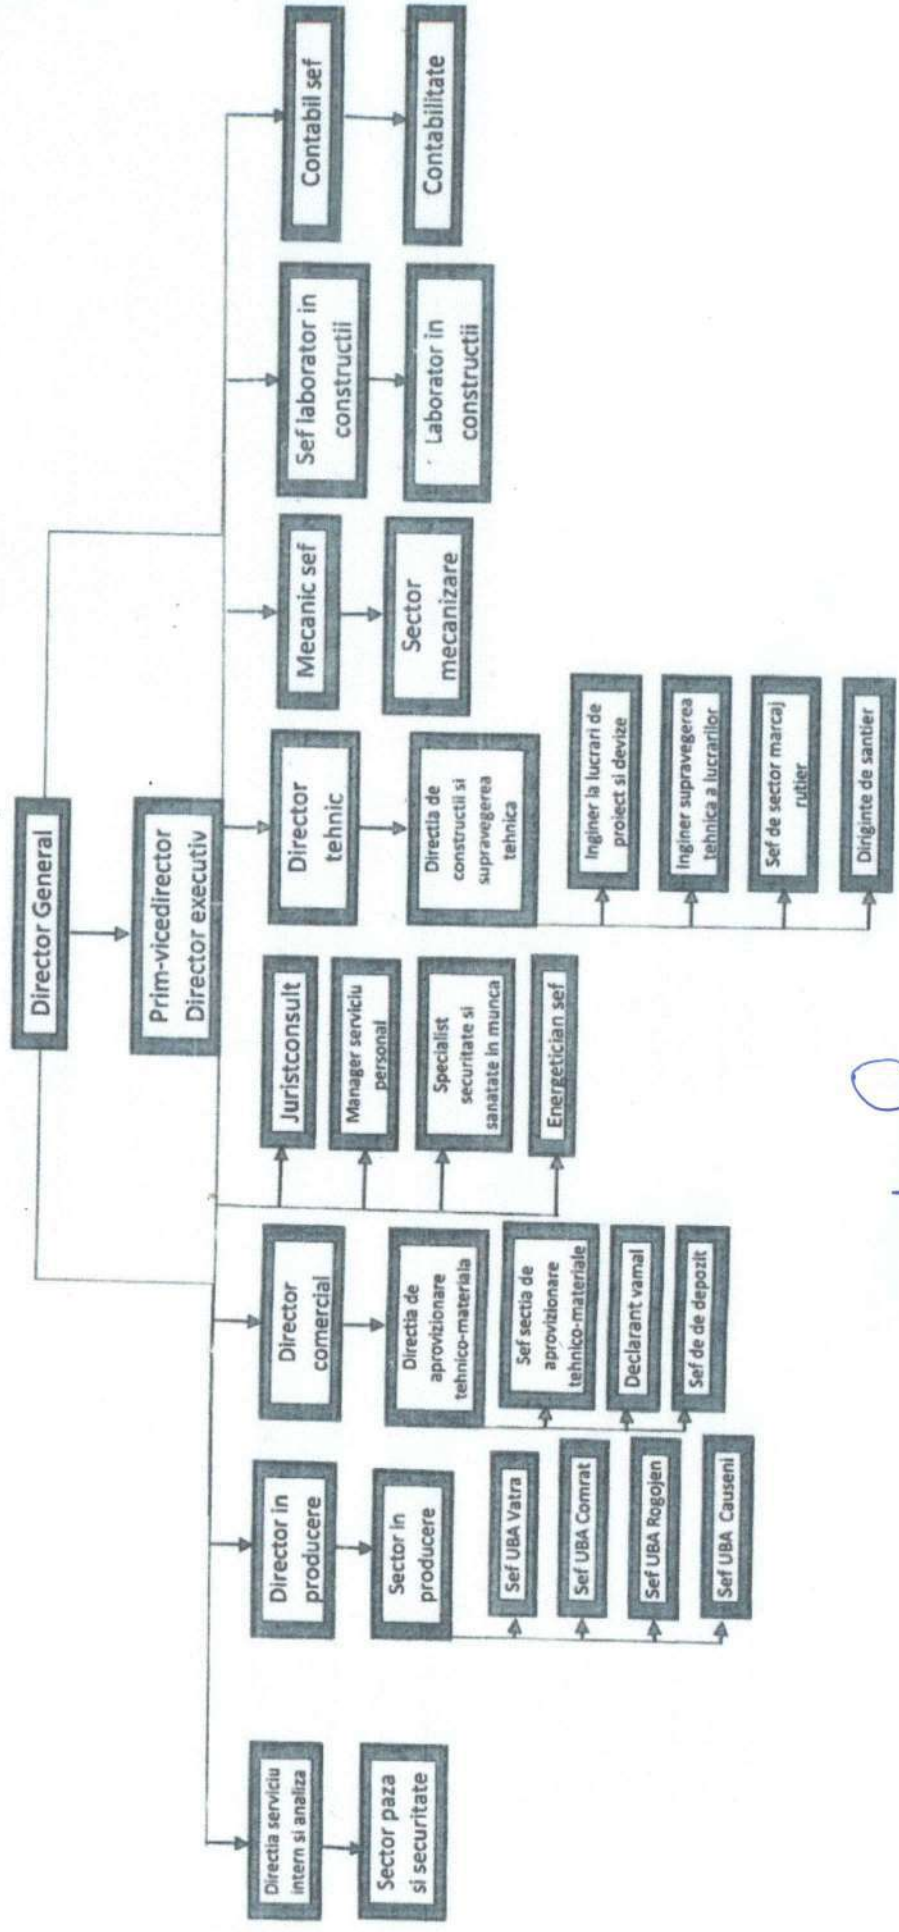 Director General
Prim-vicedirector
Director executiv
Directia serviciu
intern si analiza
Sector paza
si securitate
Director in
producere
Sector in
producere
Sef UBA Vatra
Sef UBA Comrat
Sef UBA Rogojen
Sef UBA Causeni
Director
comercial
Directia de
aprovizionare
tehnico-materiala
Sef sectia de
aprovizionare
tehnico-materiale
Declarant vamal
Sef de de depozit
Juristconsult
Manager serviciu
personal
Specialist
securitate si
sanatate in munca
Energetician sef
Director
tehnic
Directia de
constructii si
supravegerea
tehnica
Inginer la lucrari de
proiect si devize
Inginer supravegerea
tehnica a lucrarilor
Sef de sector marcaj
rutier
Diriginte de santier
Mecanic sef
Sector
mecanizare
Sef laborator in
constructii
Laborator in
constructii
Contabil sef
Contabilitate